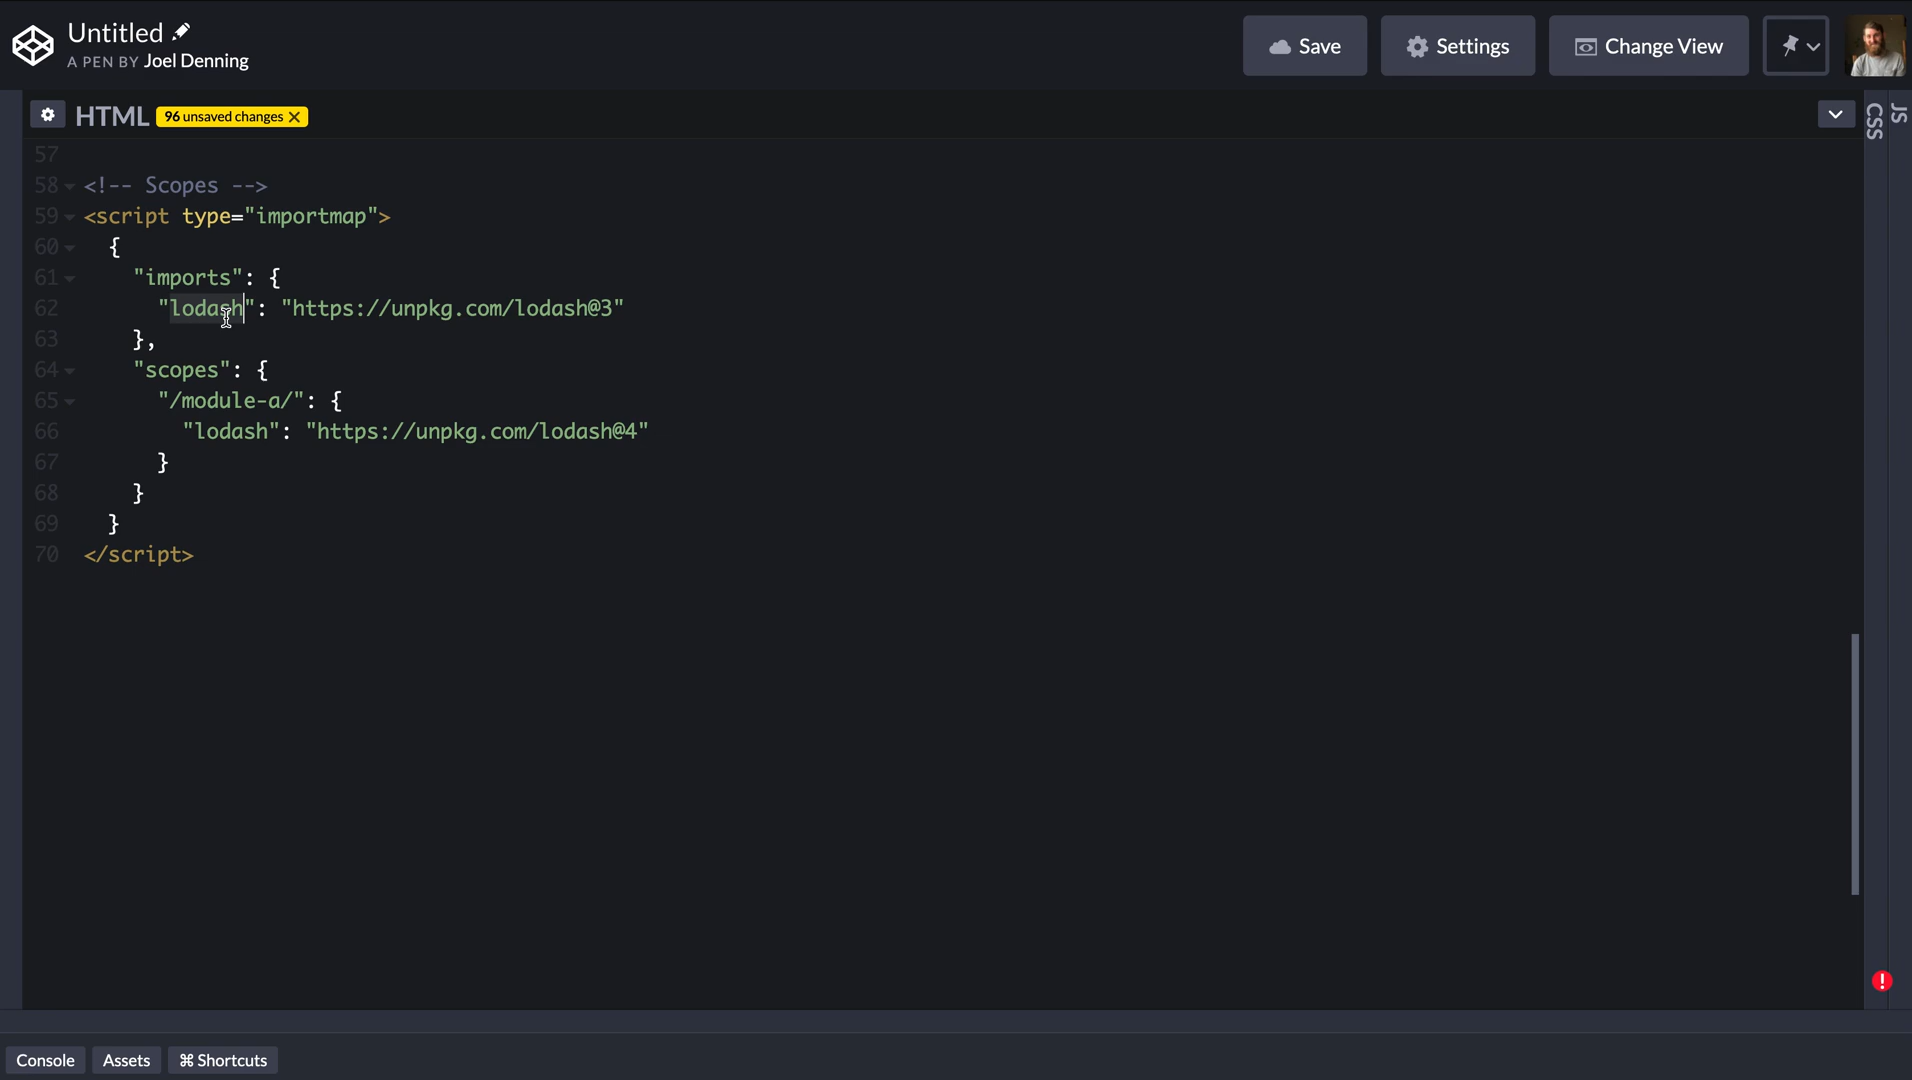 Untitled
A PEN BY Joel Denning
Save
Settings
Change View
HTML
96 unsaved changes
CSS
JS
57
58 <!-- Scopes -->
59 <script type="importmap">
60 {
61 "imports": {
62 "lodash": "https://unpkg.com/lodash@3"
63 },
64 "scopes": {
65 "/module-a/": {
66 "lodash": "https://unpkg.com/lodash@4"
67 }
68 }
69 }
70 </script>
Console
Assets
⌘ Shortcuts